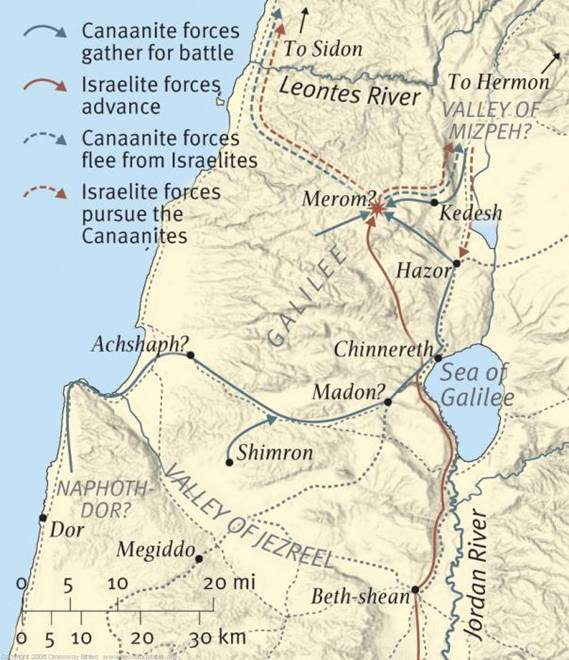 Canaanite forces
gather for battle
Israelite forces
advance
Canaanite forces
flee from Israelites
Israelite forces
pursue the
Canaanites
To Sidon
Leontes River
To Hermon
VALLEY OF
MIZPEH?
Merom?
Kedesh
Hazor
GALILEE
Achshaph?
Chinnereth
Sea of
Galilee
Madon?
Shimron
NAPHOTH-
DOR?
VALLEY OF JEZREEL
Dor
Megiddo
Beth-shean
Jordan River
0 5 10 20 mi
0 5 10 20 30 km